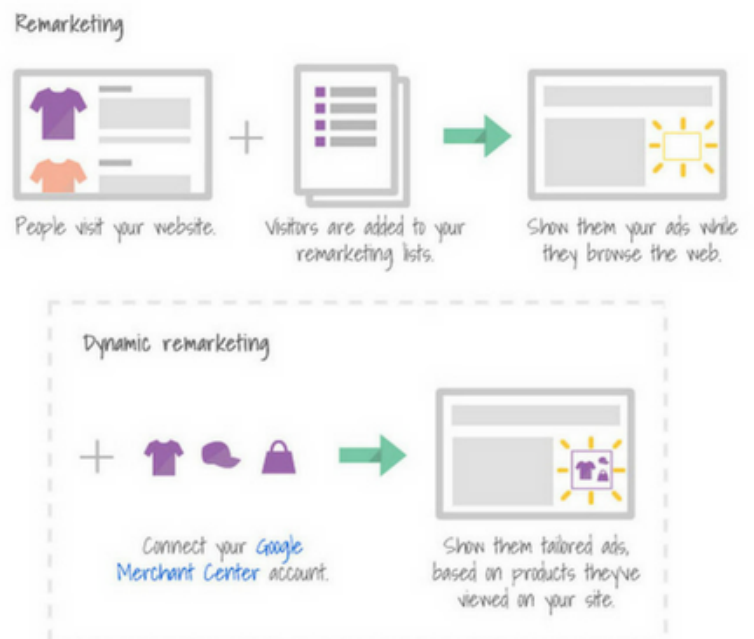 Remarketing
People visit your website.
Visitors are added to your
remarketing lists.
Show them your ads while
they browse the web.
Dynamic remarketing
Connect your Google
Merchant Center account.
Show them tailored ads,
based on products they've
viewed on your site.